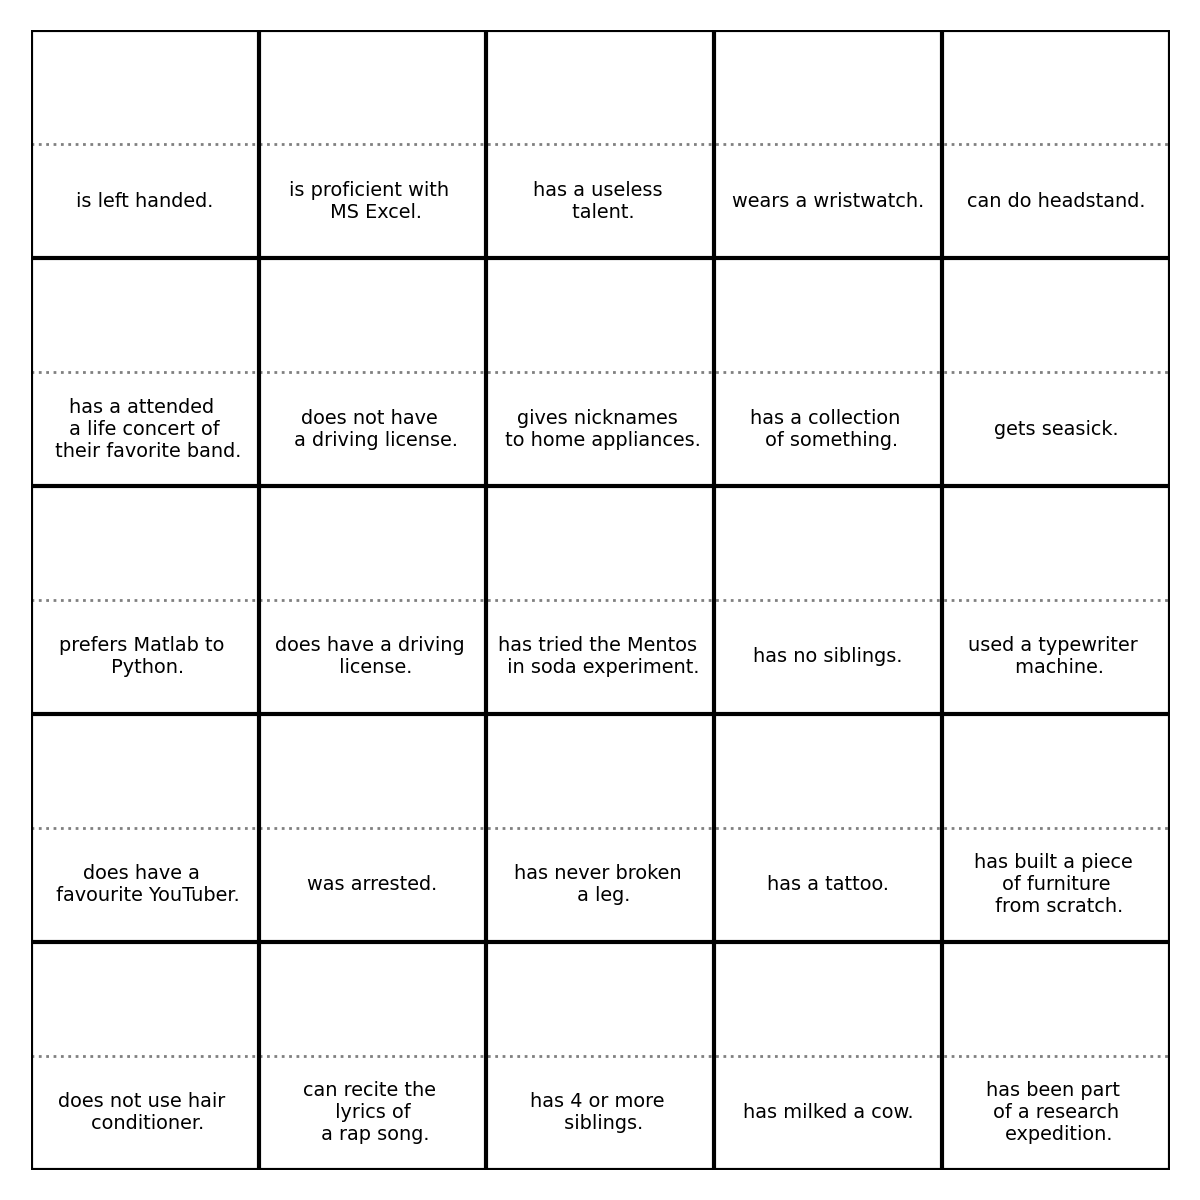 is left handed.
is proficient with
MS Excel.
has a useless
talent.
wears a wristwatch.
can do headstand.
has a attended
a life concert of
their favorite band.
does not have
a driving license.
gives nicknames
to home appliances.
has a collection
of something.
gets seasick.
prefers Matlab to
Python.
does have a driving
license.
has tried the Mentos
in soda experiment.
has no siblings.
used a typewriter
machine.
does have a
favourite YouTuber.
was arrested.
has never broken
a leg.
has a tattoo.
has built a piece
of furniture
from scratch.
does not use hair
conditioner.
can recite the
lyrics of
a rap song.
has 4 or more
siblings.
has milked a cow.
has been part
of a research
expedition.